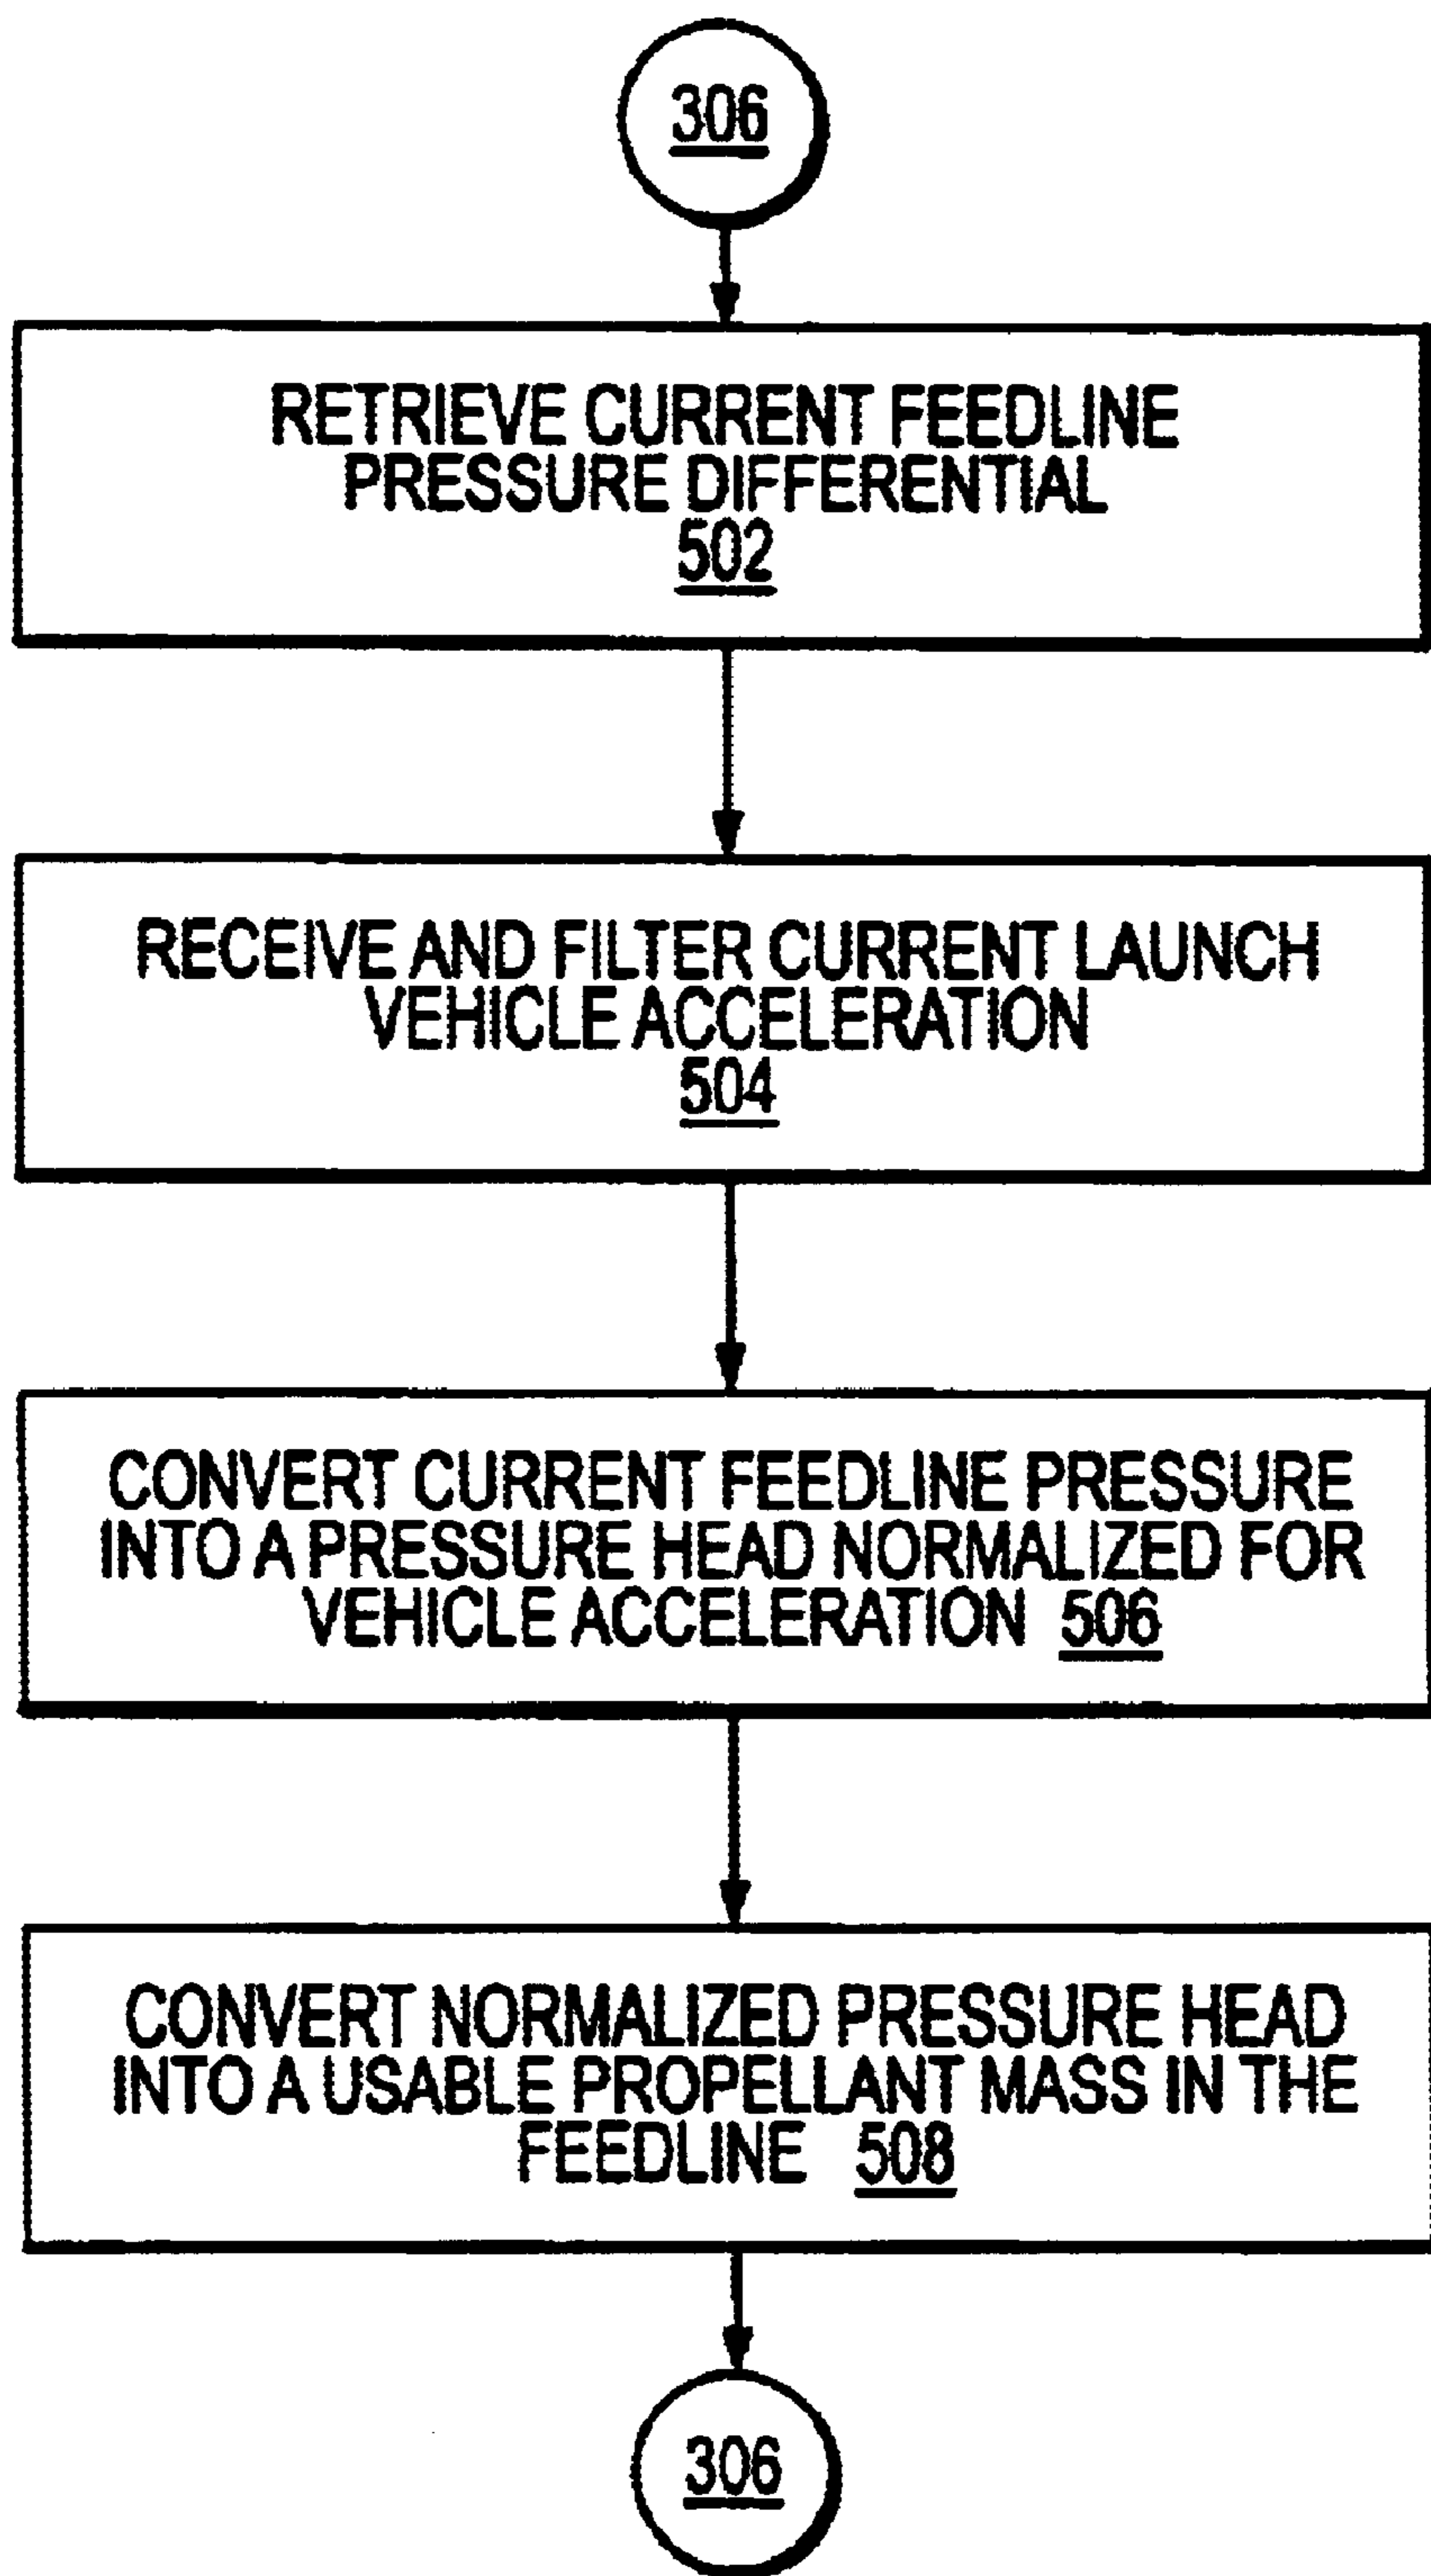 306
RETRIEVE CURRENT FEEDLINE
PRESSURE DIFFERENTIAL
502
RECEIVE AND FILTER CURRENT LAUNCH
VEHICLE ACCELERATION
504
CONVERT CURRENT FEEDLINE PRESSURE
INTO A PRESSURE HEAD NORMALIZED FOR
VEHICLE ACCELERATION 506
CONVERT NORMALIZED PRESSURE HEAD
INTO A USABLE PROPELLANT MASS IN THE
FEEDLINE 508
306